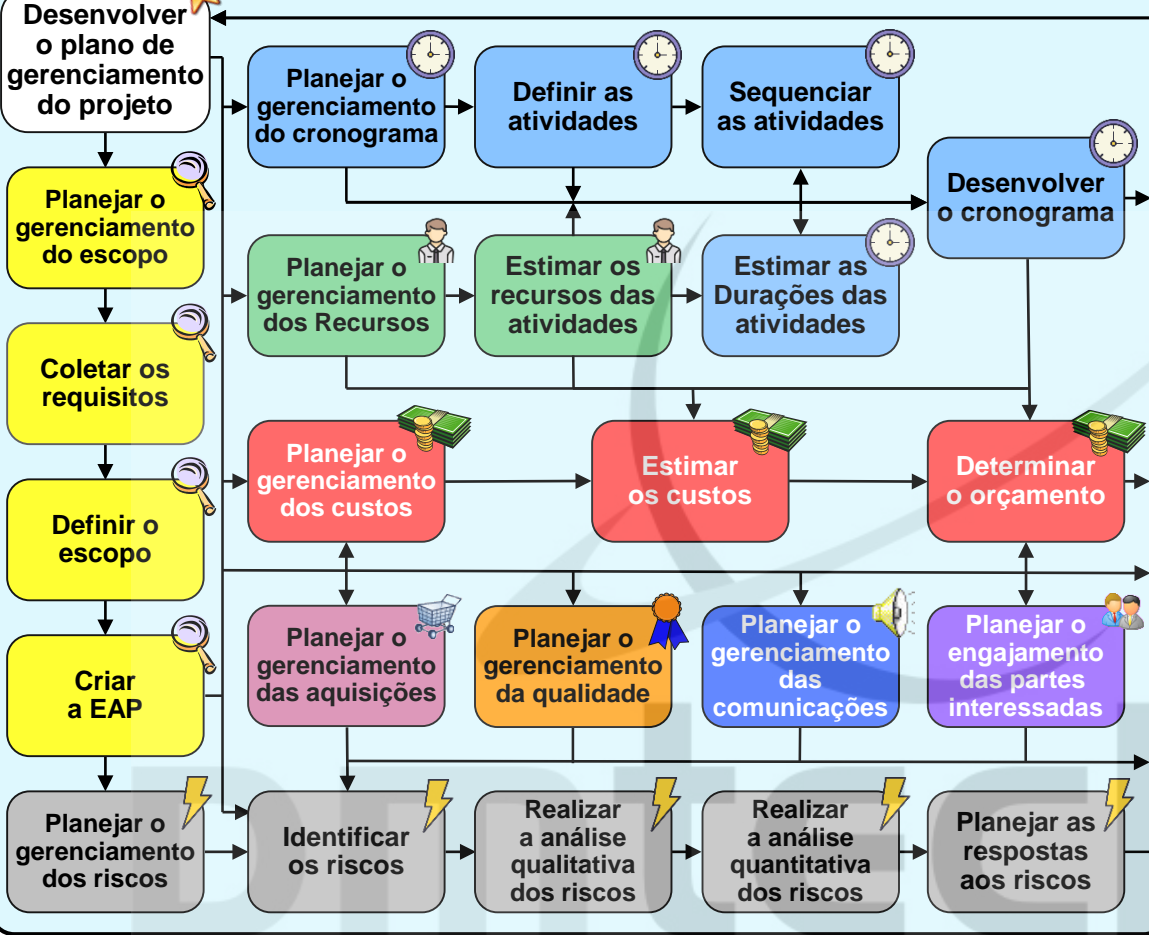 Desenvolver
o plano de
gerenciamento
do projeto
Planejar o
gerenciamento
do cronograma
Definir as
atividades
Sequenciar
as atividades
Desenvolver
o cronograma
Planejar o
gerenciamento
do escopo
Planejar o
gerenciamento
dos Recursos
Estimar os
recursos das
atividades
Estimar as
Durações das
atividades
Coletar os
requisitos
Planejar o
gerenciamento
dos custos
Estimar
os custos
Determinar
o orçamento
Definir o
escopo
Planejar o
gerenciamento
das aquisições
Planejar o
gerenciamento
da qualidade
Planejar o
gerenciamento
das
comunicações
Planejar o
engajamento
das partes
interessadas
Criar
a EAP
Planejar o
gerenciamento
dos riscos
Identificar
os riscos
Realizar
a análise
qualitativa
dos riscos
Realizar
a análise
quantitativa
dos riscos
Planejar as
respostas
aos riscos